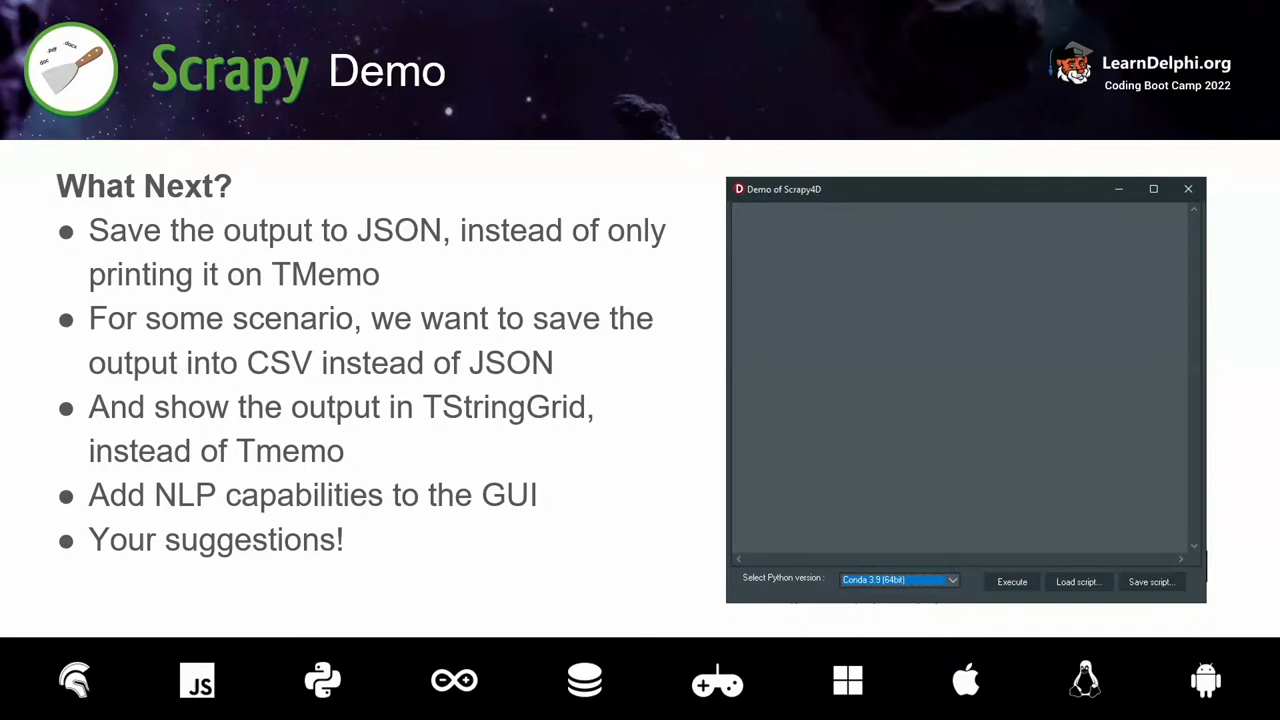 .pdf
.docx
doc
Scrapy Demo
LearnDelphi.org
Coding Boot Camp 2022
What Next?
● Save the output to JSON, instead of only
printing it on TMemo
● For some scenario, we want to save the
output into CSV instead of JSON
● And show the output in TStringGrid,
instead of Tmemo
● Add NLP capabilities to the GUI
● Your suggestions!
D Demo of Scrapy4D
Select Python version : Conda 3.9 (64bit) Execute Load script... Save script...
JS